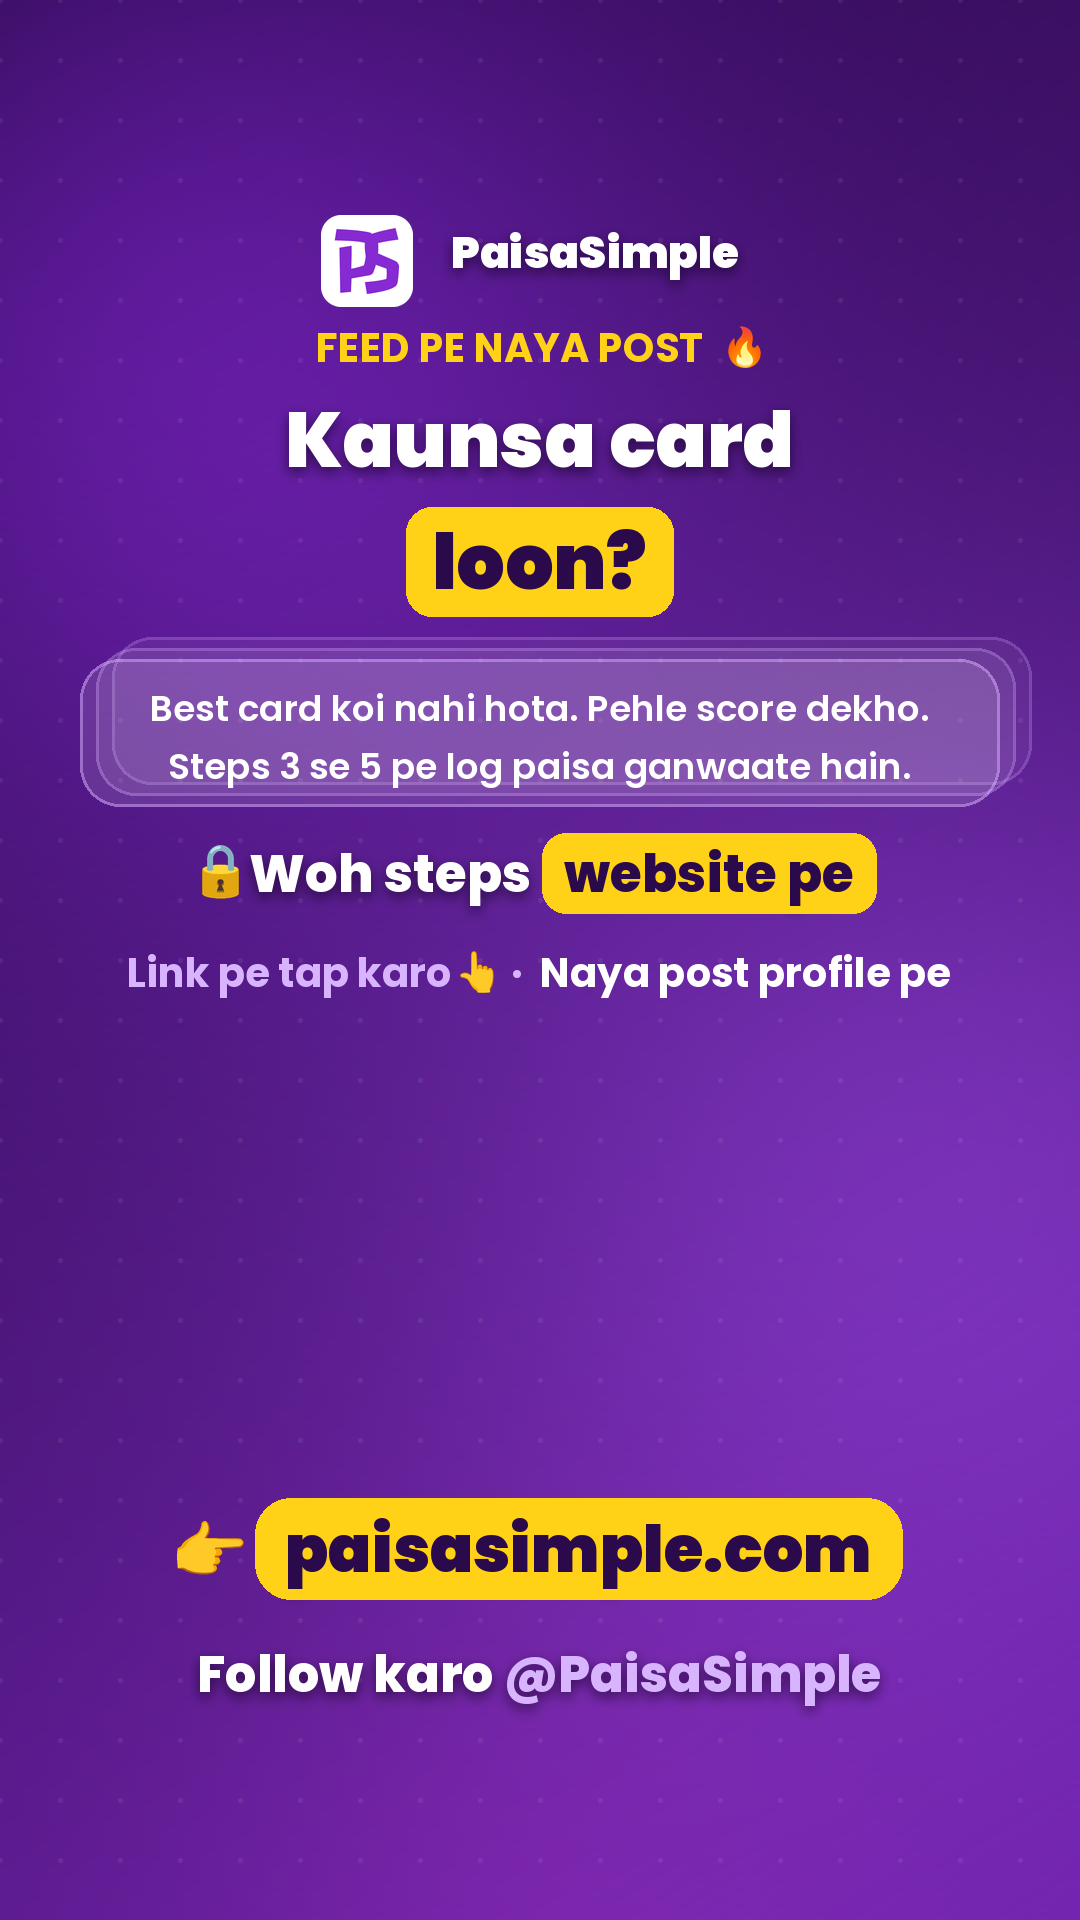 PS
PaisaSimple
FEED PE NAYA POST 🔥
Kaunsa card
loon?
Best card koi nahi hota. Pehle score dekho.
Steps 3 se 5 pe log paisa ganwaate hain.
🔒Woh steps website pe
Link pe tap karo👆 · Naya post profile pe
👉 paisasimple.com
Follow karo @PaisaSimple